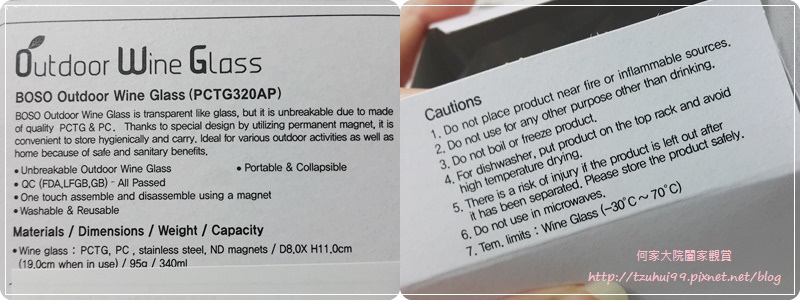 Outdoor Wine Glass
BOSO Outdoor Wine Glass (PCTG320AP)
BOSO Outdoor Wine Glass is transparent like glass, but it is unbreakable due to made
of quality PCTG & PC. Thanks to special design by utilizing permanent magnet, it is
convenient to store hygienically and carry. Ideal for various outdoor activities as well as
home because of safe and sanitary benefits.
• Unbreakable Outdoor Wine Glass • Portable & Collapsible
• QC (FDA,LFGB,GB) - All Passed
• One touch assemble and disassemble using a magnet
• Washable & Reusable
Materials / Dimensions / Weight / Capacity
• Wine glass : PCTG, PC, stainless steel, ND magnets / D8,0X H11,0cm
(19,0cm when in use) / 95g / 340ml
Cautions
1. Do not place product near fire or inflammable sources.
2. Do not use for any other purpose other than drinking.
3. Do not boil or freeze product.
4. For dishwasher, put product on the top rack and avoid
high temperature drying.
5. There is a risk of injury if the product is left out after
it has been separated. Please store the product safely.
6. Do not use in microwaves.
7. Tem. limits : Wine Glass (-30℃~70℃)
何家大院闔家觀賞
http://tzuhui99.pixnet.net/blog